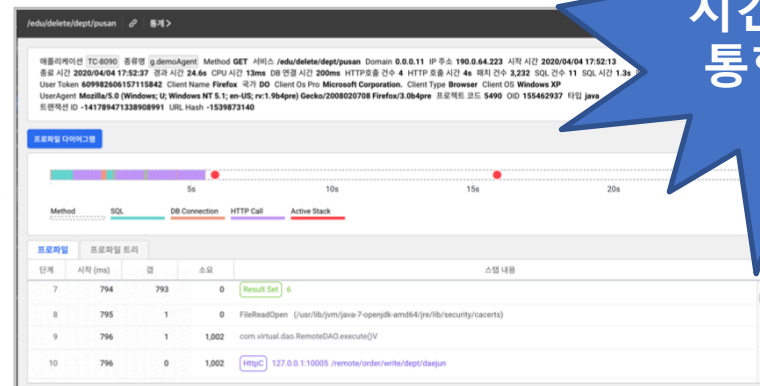 /edu/delete/dept/pusan 통계>
시간
통
애플리케이션 TC-8090 종류명 g.demoAgent Method GET 서비스 /edu/delete/dept/pusan Domain 0.0.0.11 IP 주소 190.0.64.223 시작 시간 2020/04/04 17:52:13
종료 시간 2020/04/04 17:52:37 경과 시간 24.6s CPU 시간 13ms DB 연결 시간 200ms HTTP호출 건수 4 HTTP 호출 시간 4s 패치 건수 3,232 SQL 건수 11 SQL 시간 1.3s
User Token 6099826061571158​42 Client Name Firefox 국가 DO Client Os Pro Microsoft Corporation. Client Type Browser Client OS Windows XP
UserAgent Mozilla/5.0 (Windows; U; Windows NT 5.1; en-US; rv:1.9b4pre) Gecko/2008020708 Firefox/3.0b4pre 프로젝트 코드 5490 OID 155462937 타입 java
트랜잭션 ID -141789471338908991 URL Hash -1539873140
프로파일 다이어그램
5s 10s 15s 20s
Method SQL DB Connection HTTP Call Active Stack
프로파일 프로파일 트리
단계 시작 (ms) 갭 소요 스텝 내용
7 794 793 0 Result Set 6
8 795 1 0 FileReadOpen (/usr/lib/jvm/java-7-openjdk-amd64/jre/lib/security/cacerts)
9 796 1 1,002 com.virtual.dao.RemoteDAO.execute()V
10 796 0 1,002 HttpC 127.0.0.1:10005 /remote/order/write/dept/daejun